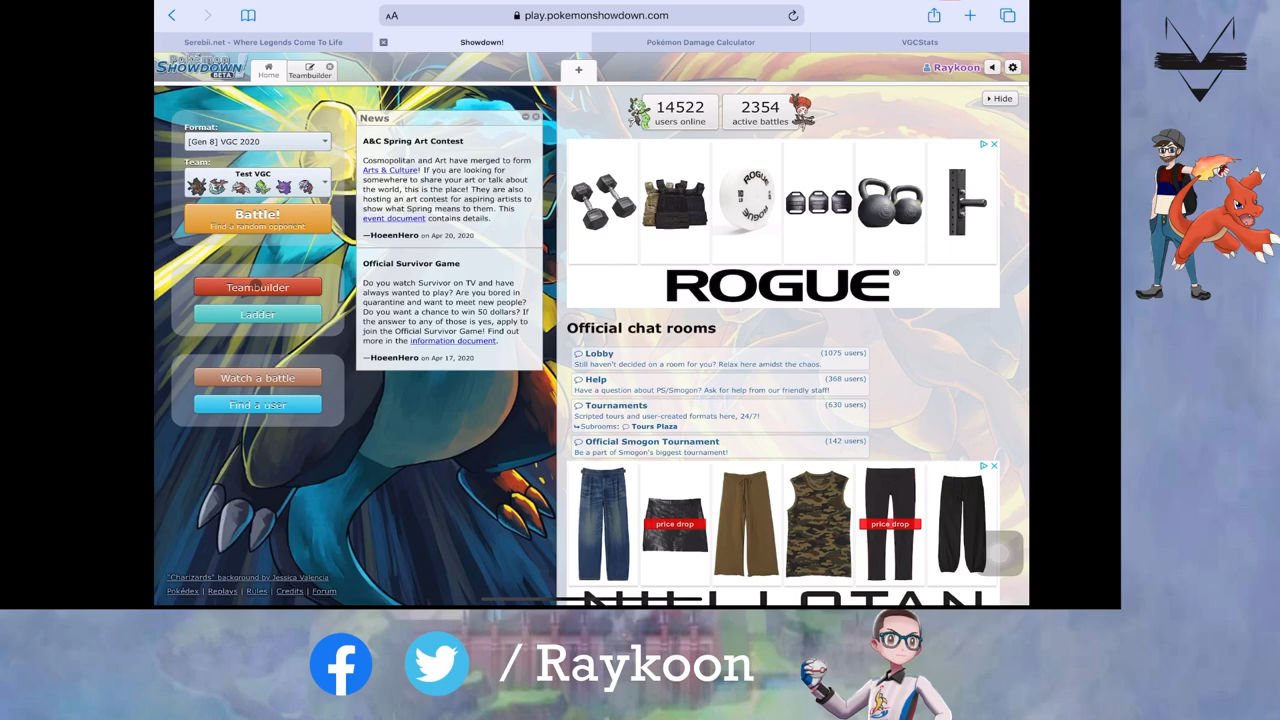 AA
play.pokemonshowdown.com
Serebii.net - Where Legends Come To Life
Showdown!
Pokémon Damage Calculator
VGCStats
Pokémon
SHOWDOWN
BETA
Home
Teambuilder
+
Raykoon
Format:
[Gen 8] VGC 2020
Team:
Test VGC
Battle!
Find a random opponent
Teambuilder
Ladder
Watch a battle
Find a user
News
A&C Spring Art Contest
Cosmopolitan and Art have merged to form
Arts & Culture! If you are looking for
somewhere to share your art or talk about
the world, this is the place! They are also
hosting an art contest for aspiring artists to
show what Spring means to them. This
event document contains details.
—HoeenHero on Apr 20, 2020
Official Survivor Game
Do you watch Survivor on TV and have
always wanted to play? Are you bored in
quarantine and want to meet new people?
Do you want a chance to win 50 dollars? If
the answer to any of those is yes, apply to
join the Official Survivor Game! Find out
more in the information document.
—HoeenHero on Apr 17, 2020
"Charizards" background by Jessica Valencia
Pokédex | Replays | Rules | Credits | Forum
14522
users online
2354
active battles
Hide
ROGUE
ROGUE®
Official chat rooms
Lobby (1075 users)
Still haven't decided on a room for you? Relax here amidst the chaos.
Help (368 users)
Have a question about PS/Smogon? Ask for help from our friendly staff!
Tournaments (630 users)
Scripted tours and user-created formats here, 24/7!
Subrooms: Tours Plaza
Official Smogon Tournament (142 users)
Be a part of Smogon's biggest tournament!
price drop
price drop
/ Raykoon